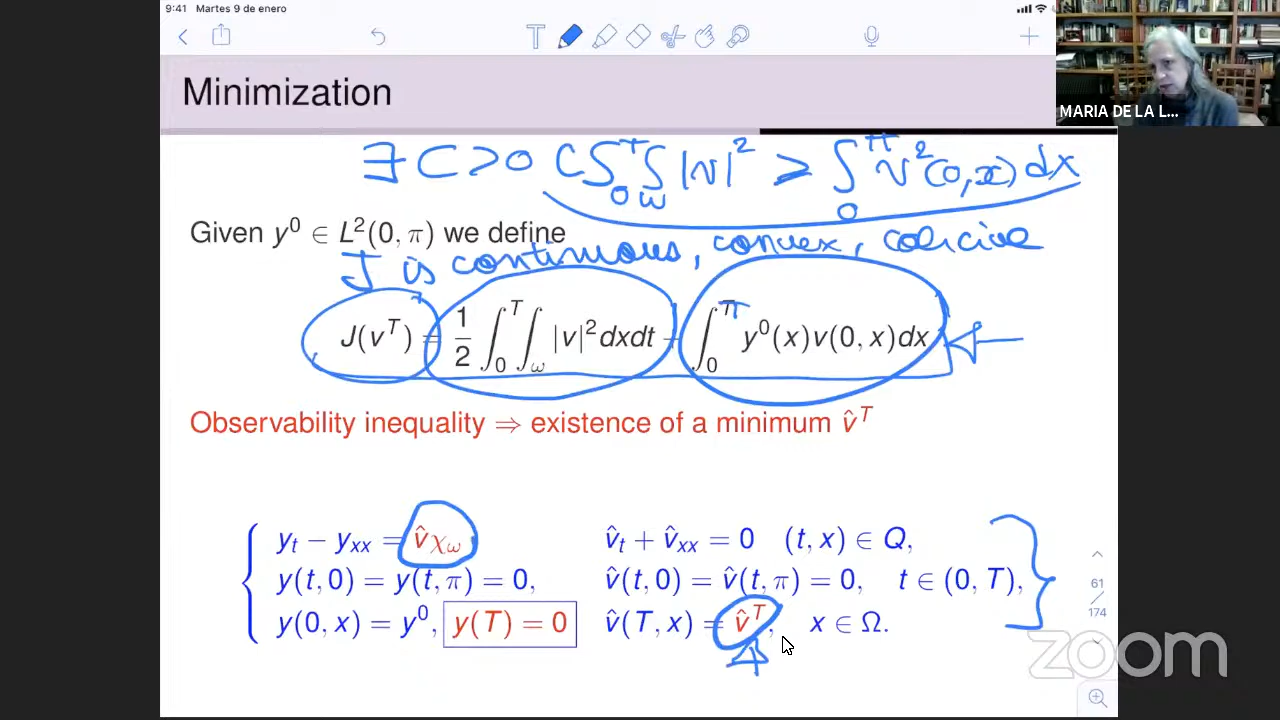 9:41 Martes 9 de enero
Minimization
MARIA DE LA L...
∃ C > 0 C∫₀ᵀ∫_ω |v|² ≥ ∫₀^π v²(0,x) dx
Given y⁰ ∈ L²(0, π) we define
J is continuous, convex, coercive
J(vᵀ) = 1/2 ∫₀ᵀ∫_ω |v|² dxdt + ∫₀^π y⁰(x)v(0, x)dx
Observability inequality ⇒ existence of a minimum v̂ᵀ
y_t − y_xx = v̂χ_ω v̂_t + v̂_xx = 0 (t, x) ∈ Q,
y(t, 0) = y(t, π) = 0, v̂(t, 0) = v̂(t, π) = 0, t ∈ (0, T),
y(0, x) = y⁰, y(T) = 0 v̂(T, x) = v̂ᵀ, x ∈ Ω.
61
174
zoom